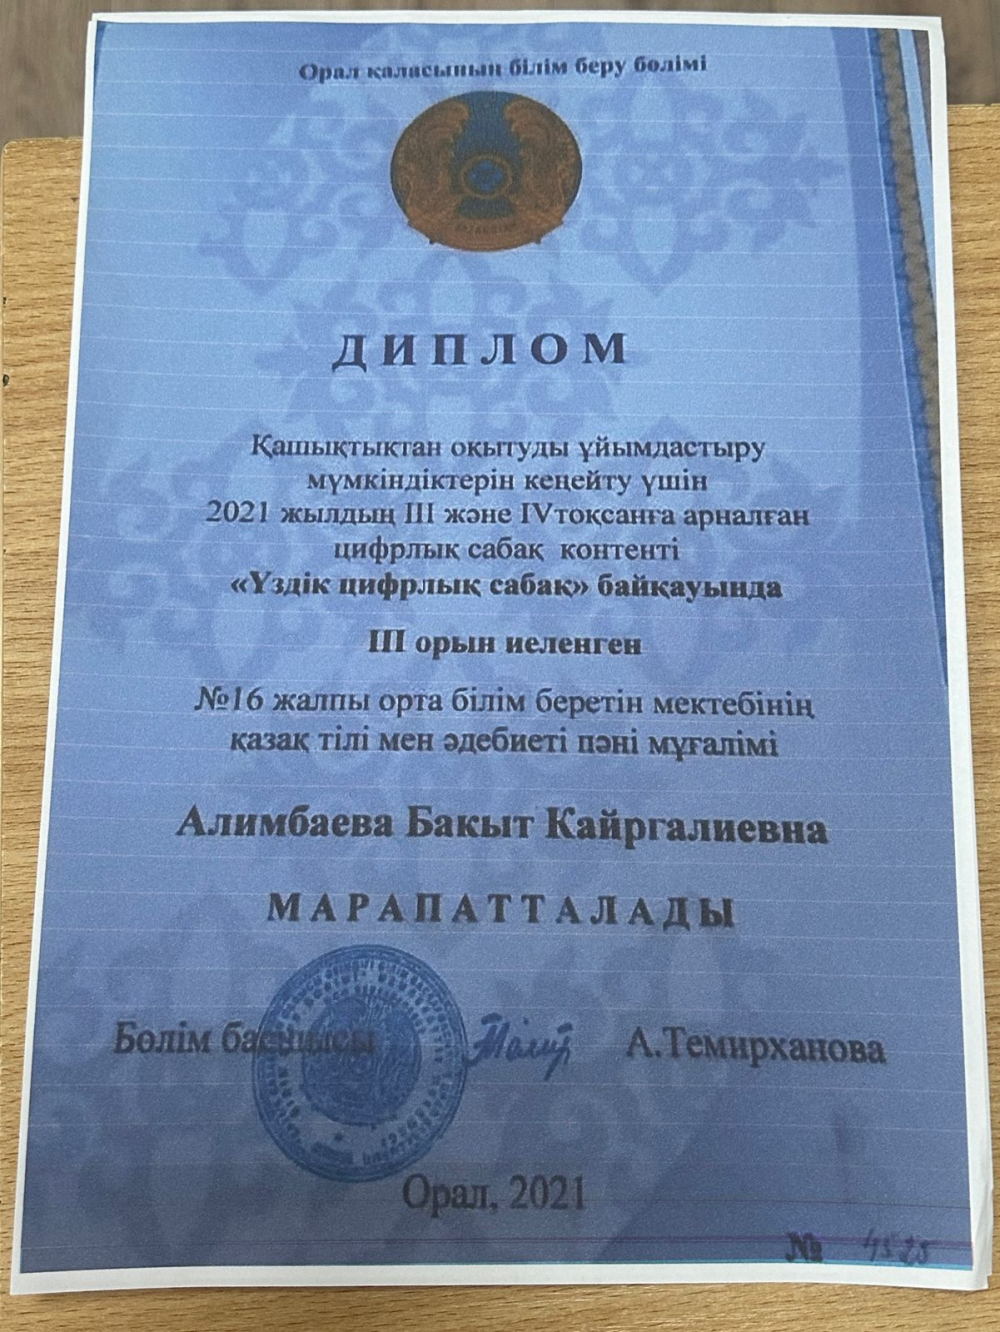 Орал қаласының білім беру бөлімі
ДИПЛОМ
Қашықтықтан оқытуды ұйымдастыру
мүмкіндіктерін кеңейту үшін
2021 жылдың III және IVтоқсанға арналған
цифрлық сабақ контенті
«Үздік цифрлық сабақ» байқауында
III орын иеленген
№16 жалпы орта білім беретін мектебінің
қазақ тілі мен әдебиеті пәні мұғалімі
Алимбаева Бакыт Кайргалиевна
МАРАПАТТАЛАДЫ
Бөлім басшысы А.Темирханова
Орал, 2021
№